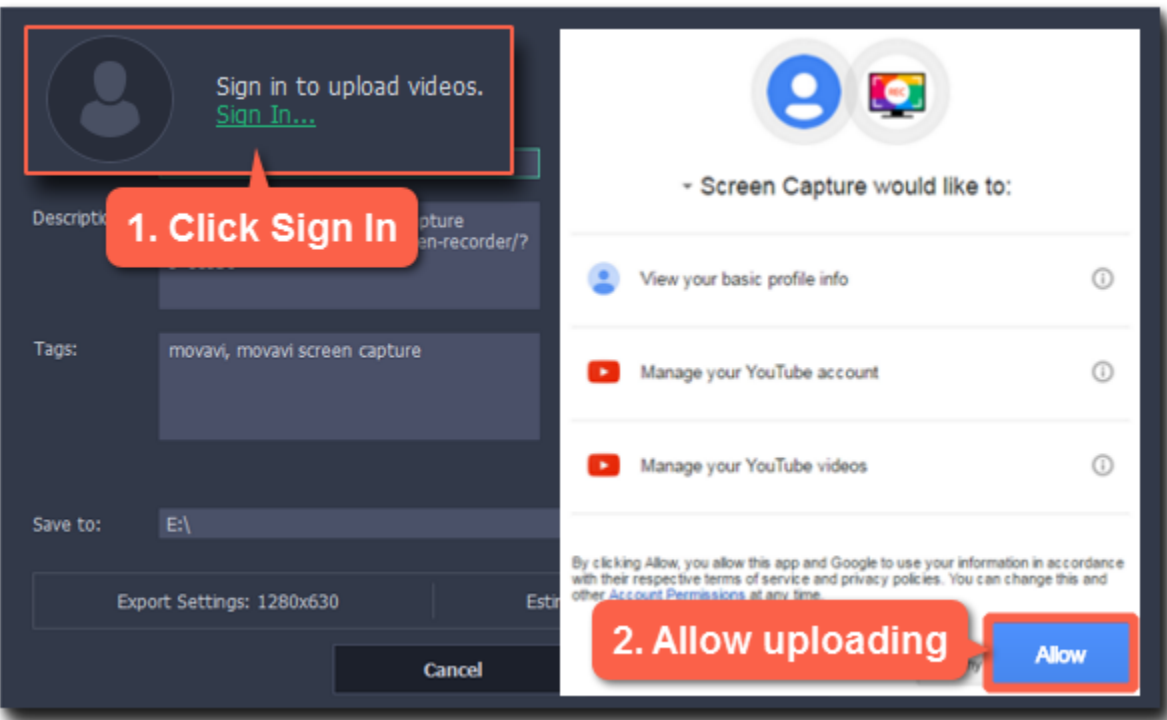 Sign in to upload videos.
Sign In...
1. Click Sign In
pture
en-recorder/?
Tags:
movavi, movavi screen capture
Save to:
E:\
Export Settings: 1280x630
Cancel
REC
Screen Capture would like to:
View your basic profile info
Manage your YouTube account
Manage your YouTube videos
By clicking Allow, you allow this app and Google to use your information in accordance
with their respective terms of service and privacy policies. You can change this and
other Account Permissions at any time.
2. Allow uploading
Allow